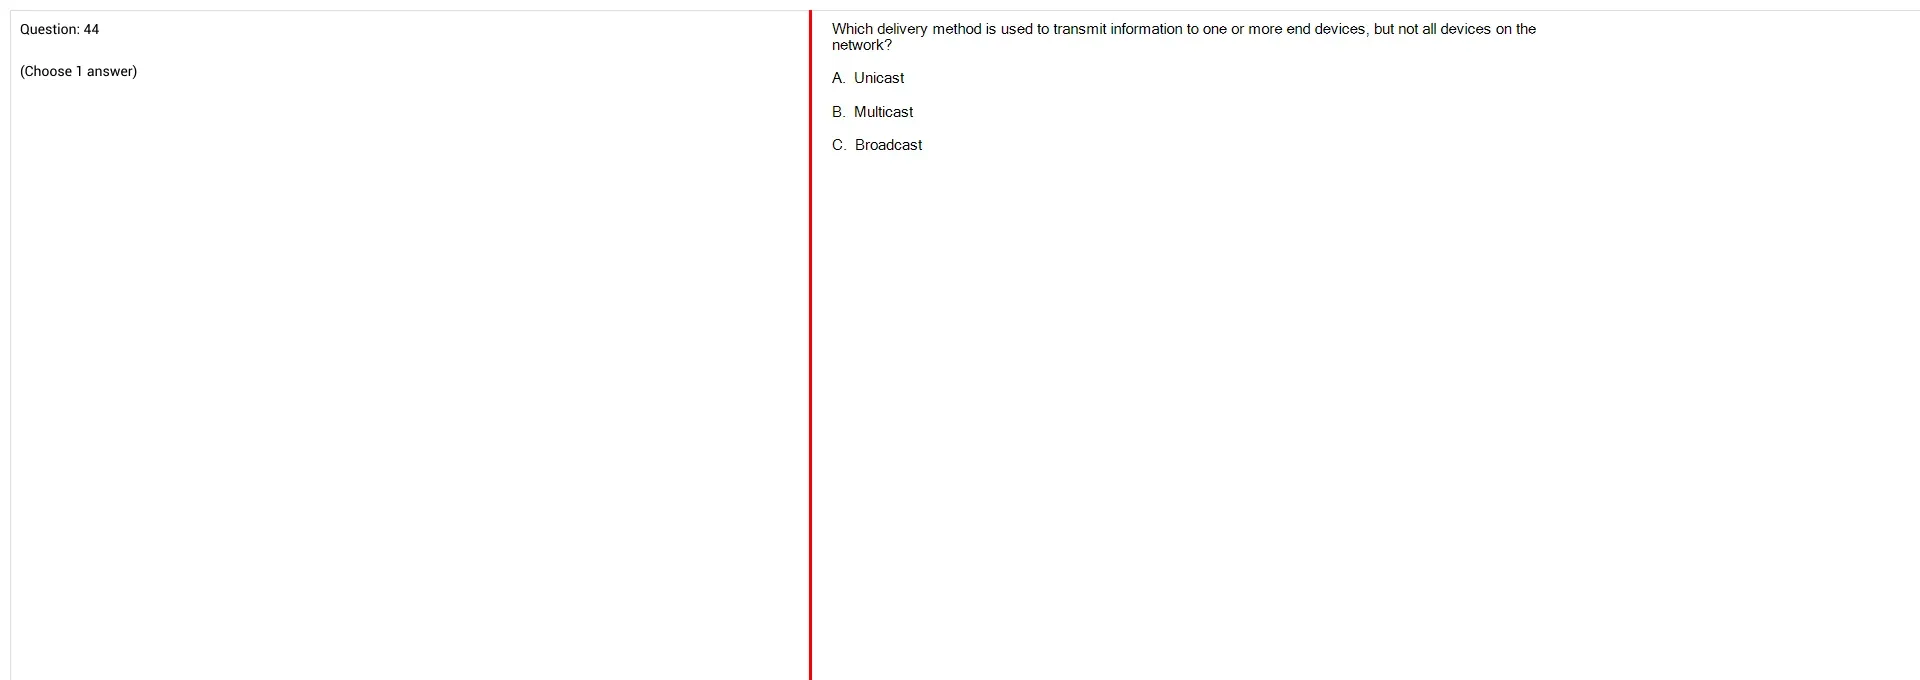 Question: 44
(Choose 1 answer)
Which delivery method is used to transmit information to one or more end devices, but not all devices on the
network?
A. Unicast
B. Multicast
C. Broadcast